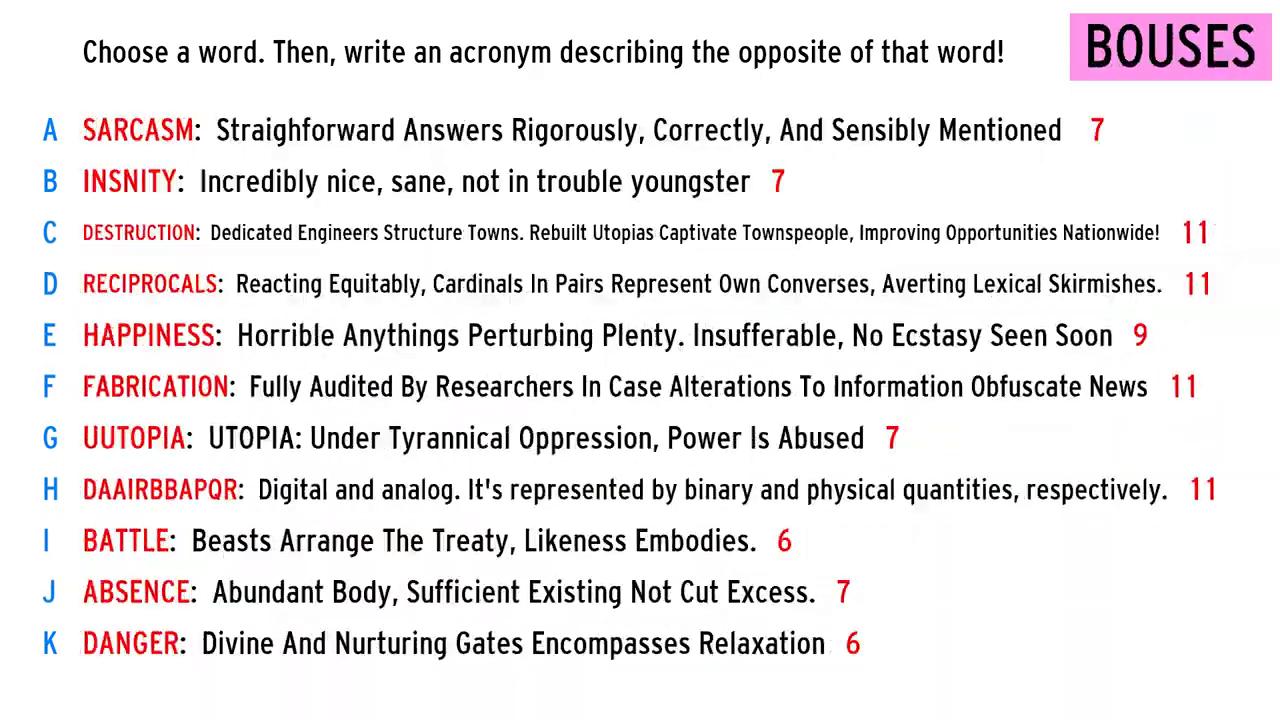 Choose a word. Then, write an acronym describing the opposite of that word!
BOUSES
A SARCASM: Straighforward Answers Rigorously, Correctly, And Sensibly Mentioned 7
B INSNITY: Incredibly nice, sane, not in trouble youngster 7
C DESTRUCTION: Dedicated Engineers Structure Towns. Rebuilt Utopias Captivate Townspeople, Improving Opportunities Nationwide! 11
D RECIPROCALS: Reacting Equitably, Cardinals In Pairs Represent Own Converses, Averting Lexical Skirmishes. 11
E HAPPINESS: Horrible Anythings Perturbing Plenty. Insufferable, No Ecstasy Seen Soon 9
F FABRICATION: Fully Audited By Researchers In Case Alterations To Information Obfuscate News 11
G UUTOPIA: UTOPIA: Under Tyrannical Oppression, Power Is Abused 7
H DAAIRBBAPQR: Digital and analog. It's represented by binary and physical quantities, respectively. 11
I BATTLE: Beasts Arrange The Treaty, Likeness Embodies. 6
J ABSENCE: Abundant Body, Sufficient Existing Not Cut Excess. 7
K DANGER: Divine And Nurturing Gates Encompasses Relaxation 6